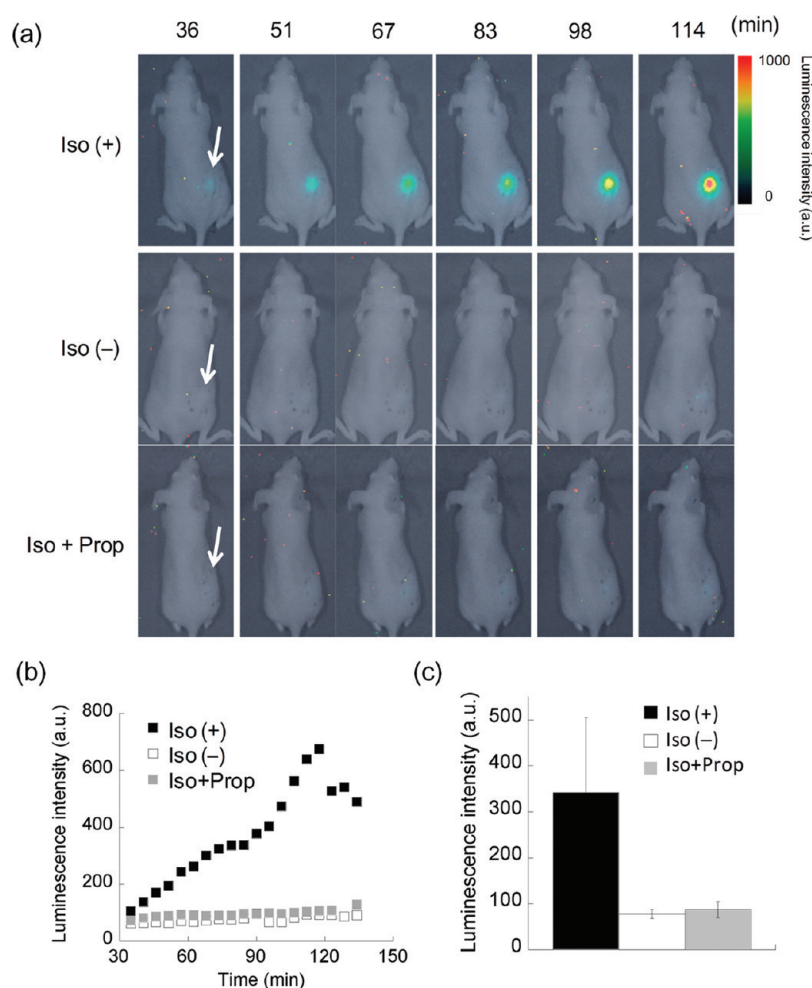 (a)
36 51 67 83 98 114 (min)
Iso (+)
1000
0
Luminescence intensity (a.u.)
Iso (–)
Iso + Prop
(b)
Luminescence intensity (a.u.)
800
600
400
200
0
30 60 90 120 150
Time (min)
Iso (+)
Iso (–)
Iso+Prop
(c)
Luminescence intensity (a.u.)
500
400
300
200
100
0
Iso (+)
Iso (–)
Iso+Prop